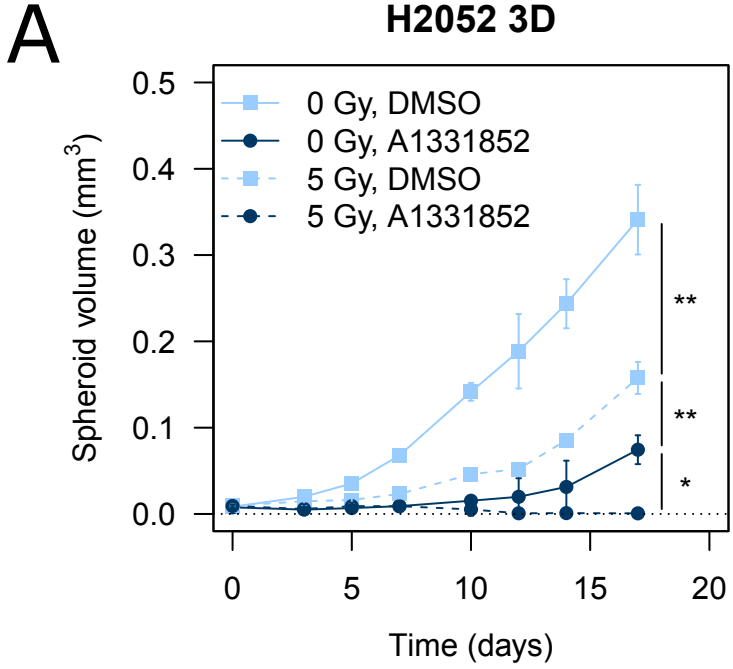 A
H2052 3D
0 Gy, DMSO
0 Gy, A1331852
5 Gy, DMSO
5 Gy, A1331852
Spheroid volume (mm³)
0.5
0.4
0.3
0.2
0.1
0.0
**
**
*
0 5 10 15 20
Time (days)